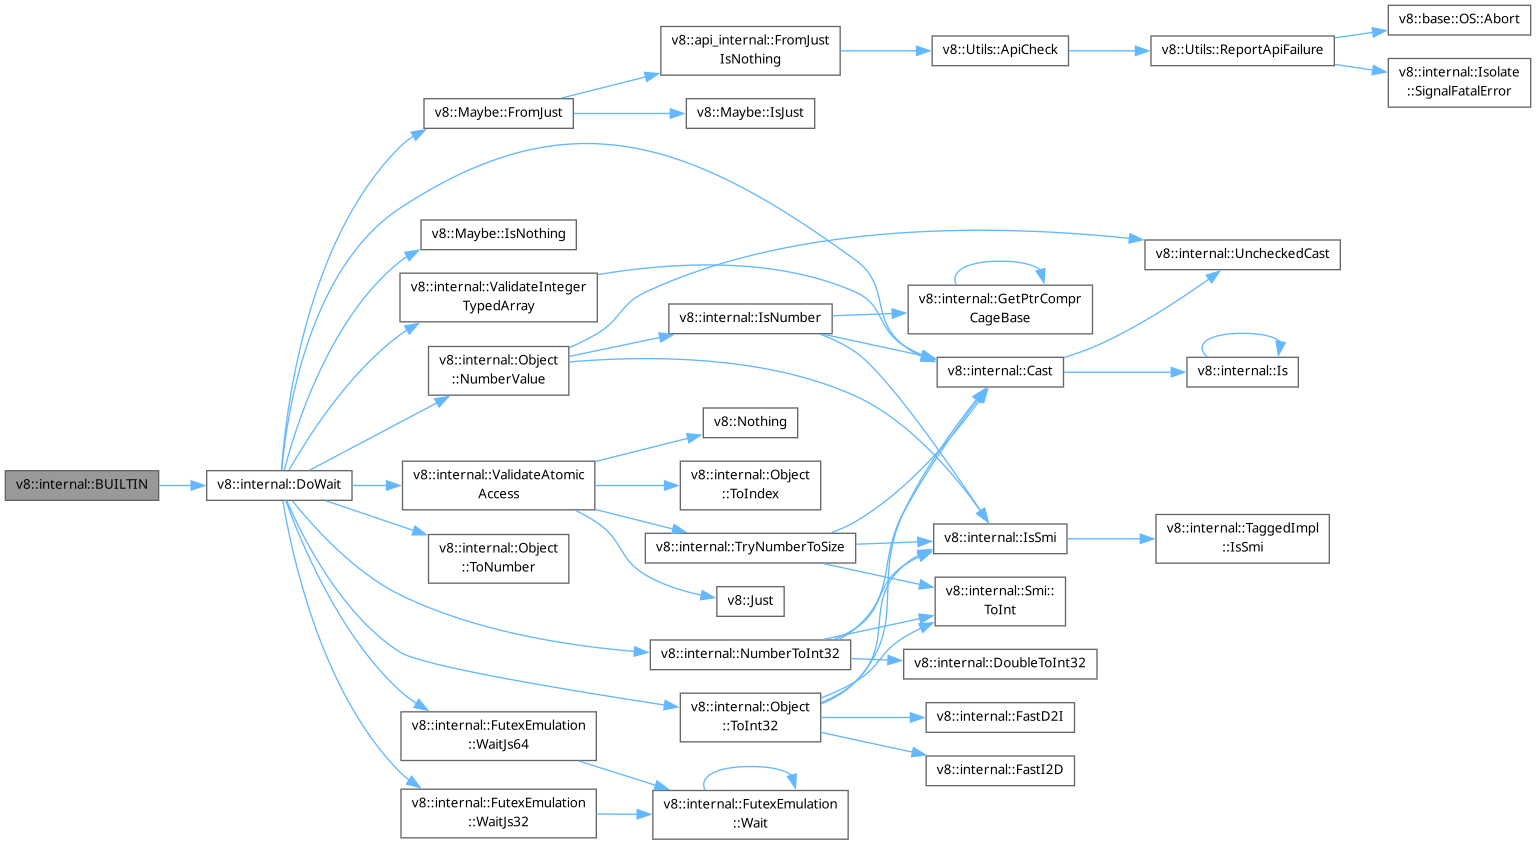 v8::internal::BUILTIN
v8::internal::DoWait
v8::Maybe::FromJust
v8::api_internal::FromJust
IsNothing
v8::Utils::ApiCheck
v8::Utils::ReportApiFailure
v8::base::OS::Abort
v8::internal::Isolate
::SignalFatalError
v8::Maybe::IsJust
v8::Maybe::IsNothing
v8::internal::ValidateInteger
TypedArray
v8::internal::Object
::NumberValue
v8::internal::IsNumber
v8::internal::GetPtrCompr
CageBase
v8::internal::UncheckedCast
v8::internal::Cast
v8::internal::Is
v8::internal::ValidateAtomic
Access
v8::Nothing
v8::internal::Object
::ToIndex
v8::internal::TryNumberToSize
v8::Just
v8::internal::IsSmi
v8::internal::TaggedImpl
::IsSmi
v8::internal::Smi::
ToInt
v8::internal::Object
::ToNumber
v8::internal::NumberToInt32
v8::internal::DoubleToInt32
v8::internal::Object
::ToInt32
v8::internal::FastD2I
v8::internal::FastI2D
v8::internal::FutexEmulation
::WaitJs64
v8::internal::FutexEmulation
::WaitJs32
v8::internal::FutexEmulation
::Wait